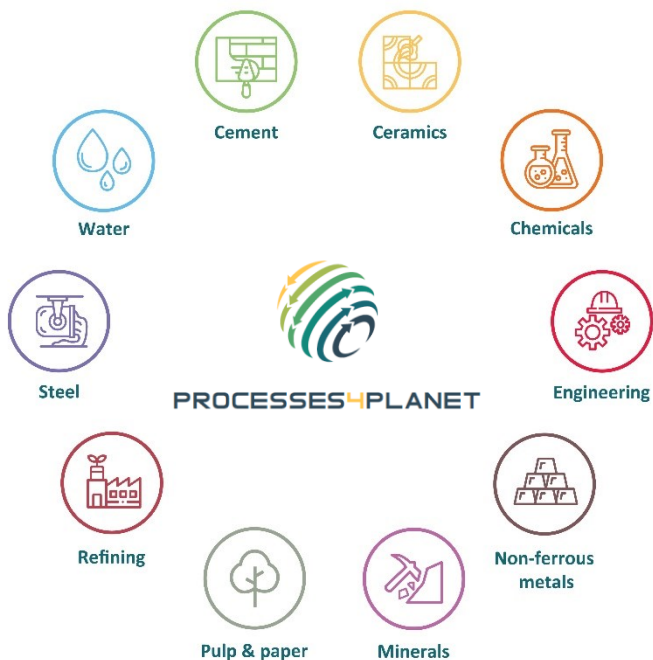 Cement
Ceramics
Water
Chemicals
Steel
PROCESSES4PLANET
Engineering
Refining
Non-ferrous
metals
Pulp & paper
Minerals